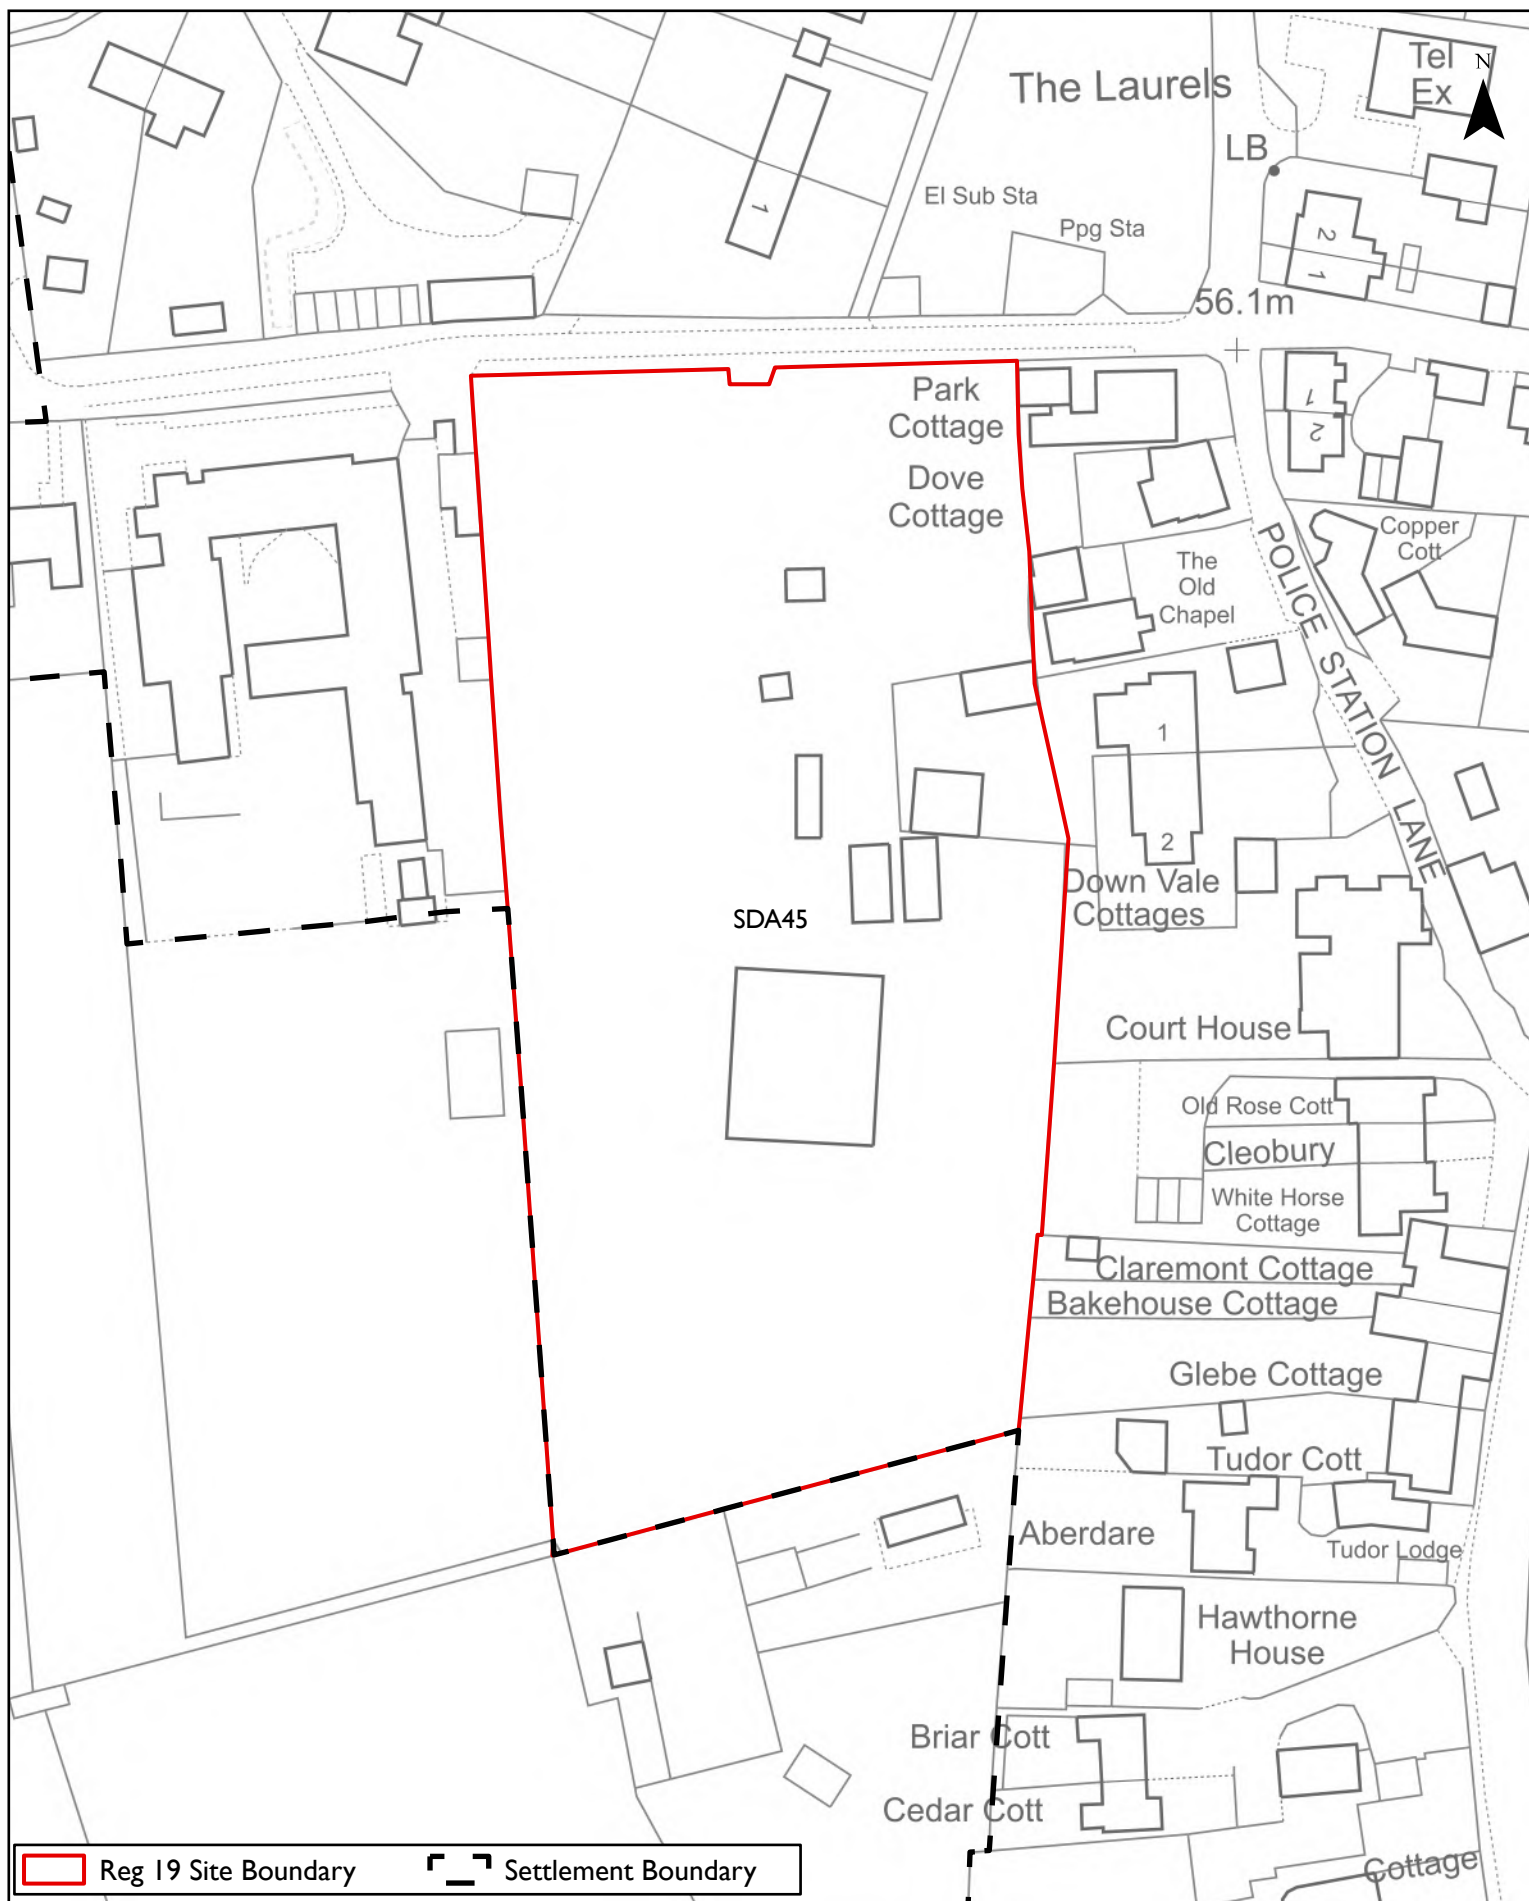 Tel
Ex
N
The Laurels
LB
El Sub Sta
Ppg Sta
1
2
1
56.1m
Park
Cottage
1
2
Dove
Cottage
Copper
Cott
The
Old
Chapel
POLICE STATION LANE
1
2
Down Vale
Cottages
SDA45
Court House
Old Rose Cott
Cleobury
White Horse
Cottage
Claremont Cottage
Bakehouse Cottage
Glebe Cottage
Tudor Cott
Aberdare
Tudor Lodge
Hawthorne
House
Briar Cott
Cedar Cott
Cottage
Reg 19 Site Boundary
Settlement Boundary